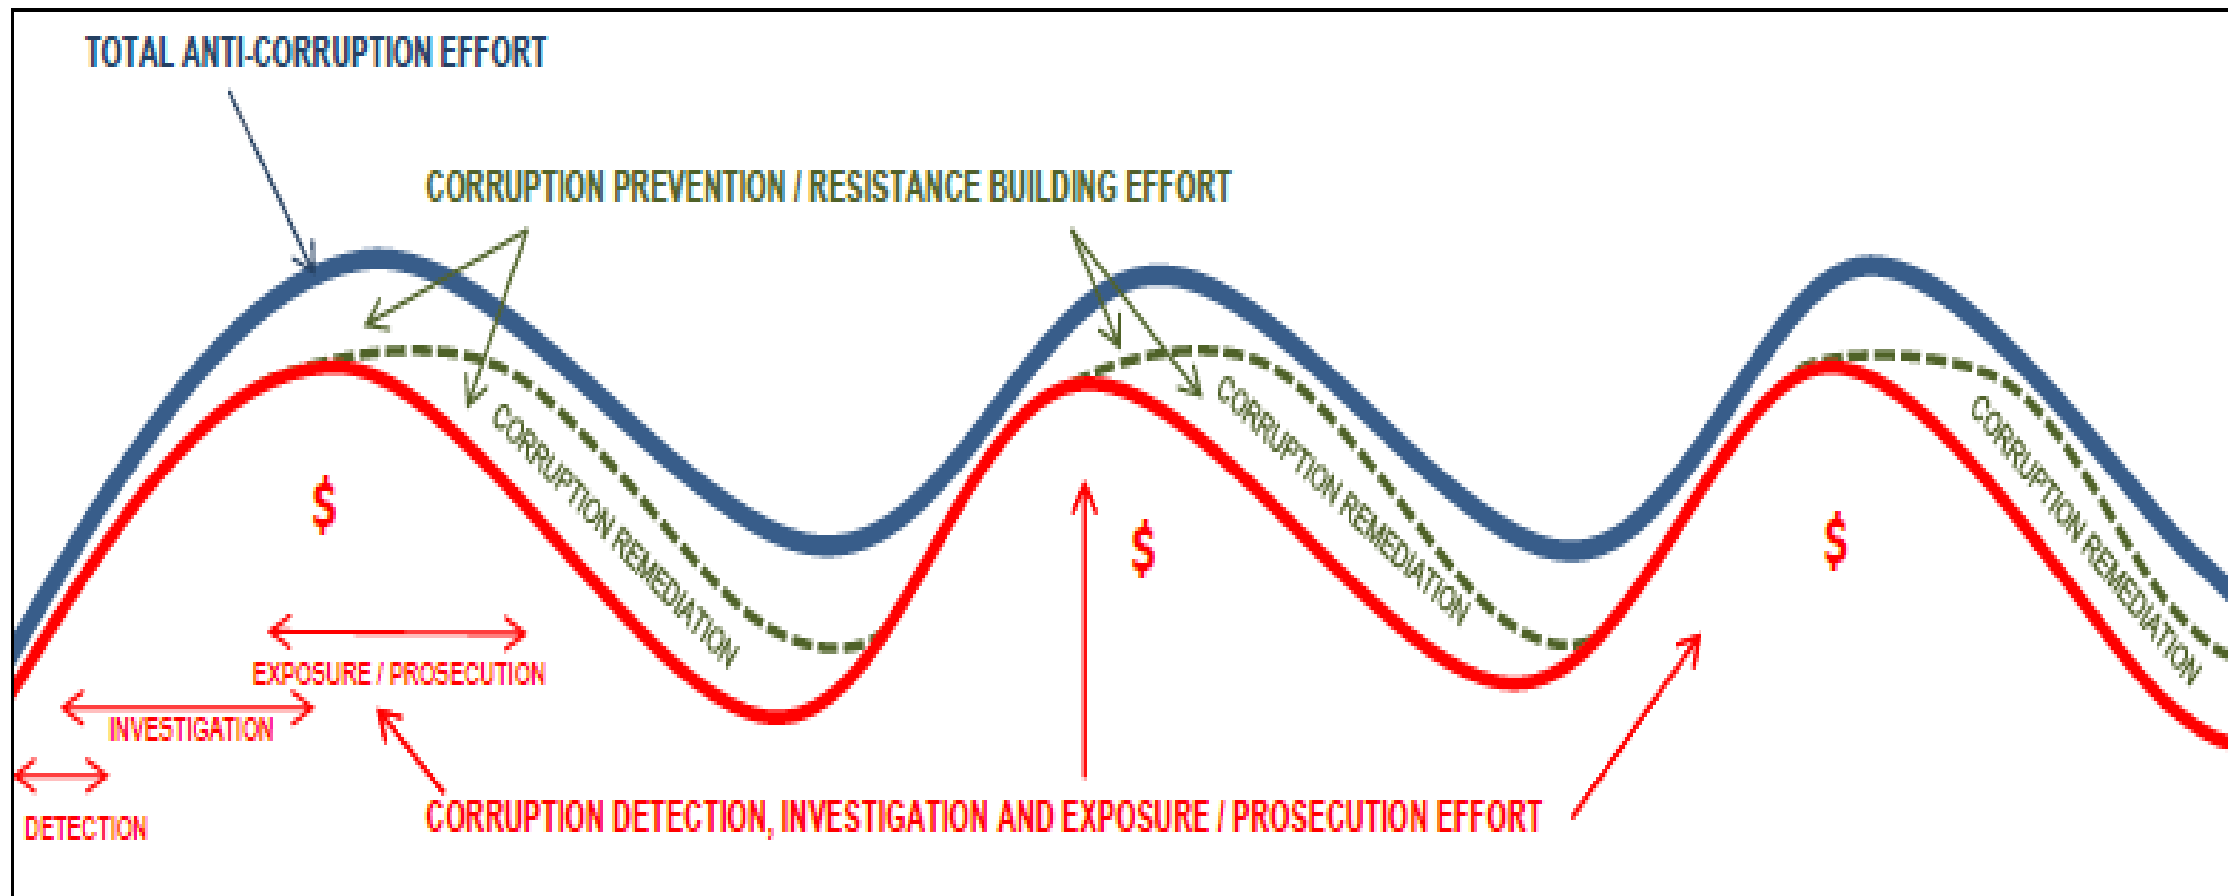 TOTAL ANTI-CORRUPTION EFFORT
CORRUPTION PREVENTION / RESISTANCE BUILDING EFFORT
CORRUPTION REMEDIATION
CORRUPTION REMEDIATION
CORRUPTION REMEDIATION
$
$
$
EXPOSURE / PROSECUTION
INVESTIGATION
DETECTION
CORRUPTION DETECTION, INVESTIGATION AND EXPOSURE / PROSECUTION EFFORT